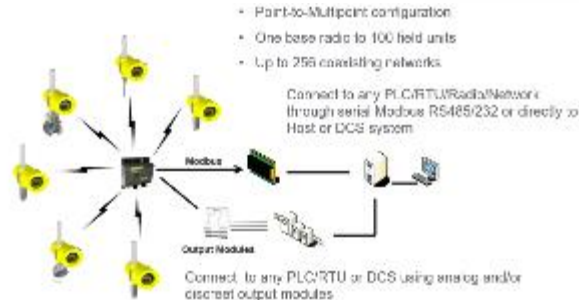 • Point-to-Multipoint configuration
• One base radio to 100 field units
• Up to 256 coexisting networks
Connect to any PLC/RTU/Radio/Network
through serial Modbus RS485/232 or directly to
Host or DCS system
Modbus
Output Modules
Connect to any PLC/RTU or DCS using analog and/or
discreet output modules